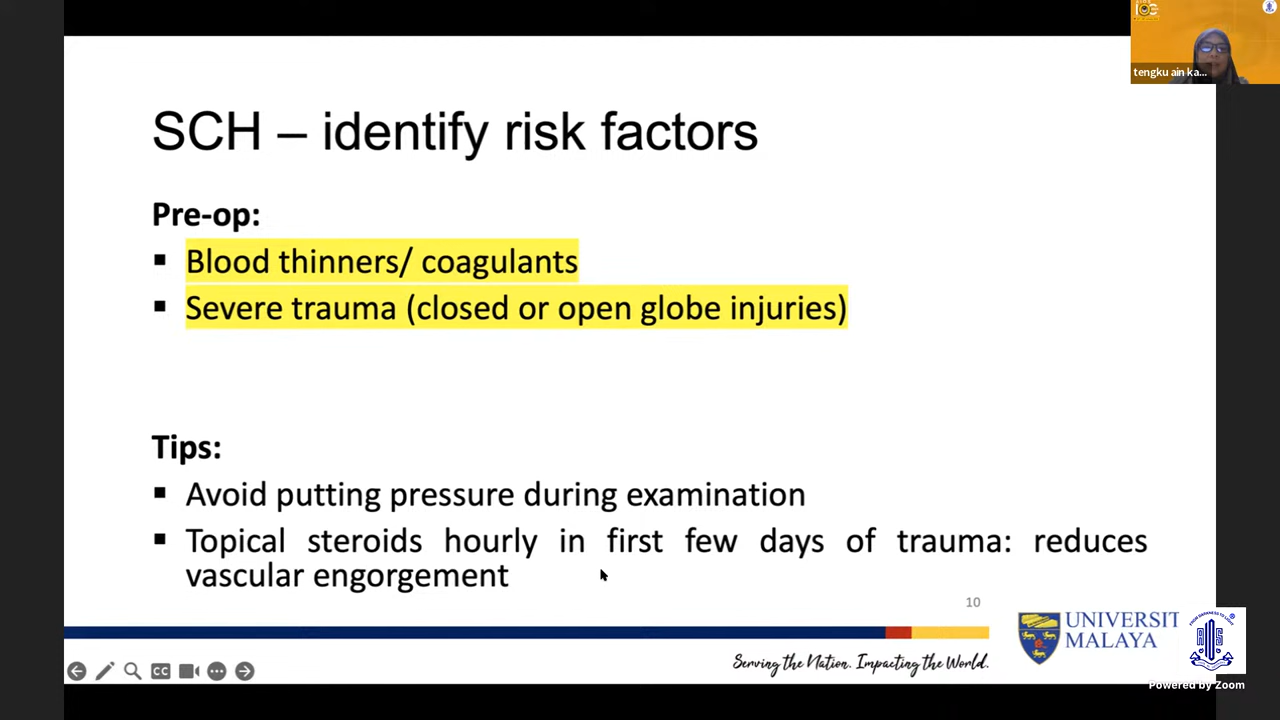 tengku ain ka...
SCH – identify risk factors
Pre-op:
▪ Blood thinners/ coagulants
▪ Severe trauma (closed or open globe injuries)
Tips:
▪ Avoid putting pressure during examination
▪ Topical steroids hourly in first few days of trauma: reduces
vascular engorgement
10
UNIVERSIT
MALAYA
Serving the Nation. Impacting the World.
CC
Powered by Zoom